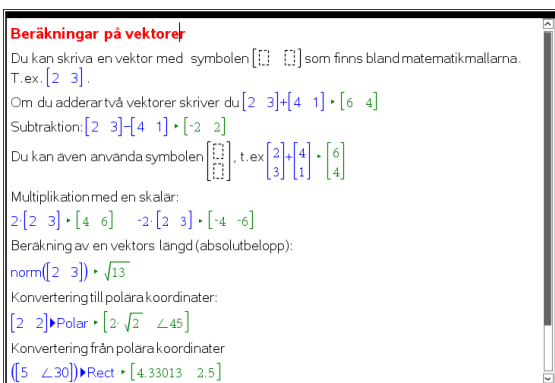 Beräkningar på vektorer
Du kan skriva en vektor med symbolen [⬚ ⬚] som finns bland matematikmallarna.
T.ex. [2 3] .
Om du adderar två vektorer skriver du [2 3]+[4 1] ▸ [6 4]
Subtraktion: [2 3]−[4 1] ▸ [-2 2]
Du kan även använda symbolen [⬚; ⬚], t.ex [2; 3]+[4; 1] ▸ [6; 4]
Multiplikation med en skalär:
2·[2 3] ▸ [4 6] -2·[2 3] ▸ [-4 -6]
Beräkning av en vektors längd (absolutbelopp):
norm([2 3]) ▸ √13
Konvertering till polära koordinater:
[2 2]▶Polar ▸ [2·√2 ∠45]
Konvertering från polära koordinater
([5 ∠30])▶Rect ▸ [4.33013 2.5]